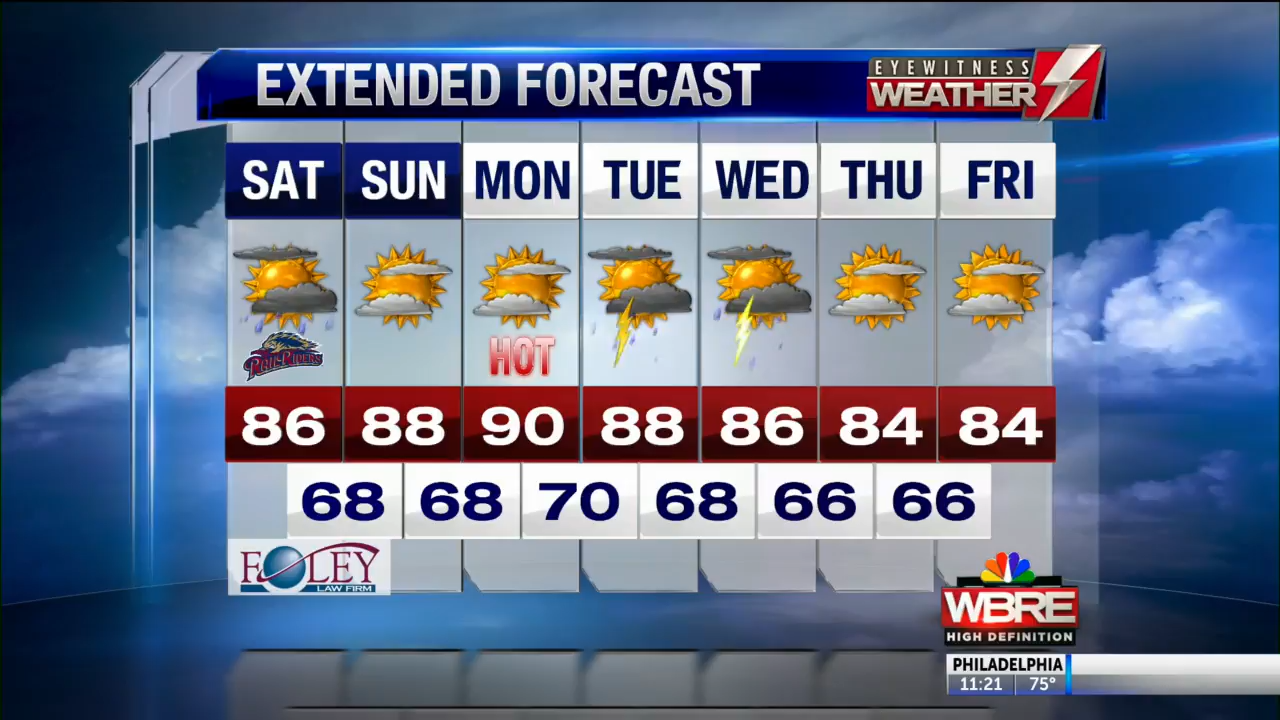 EXTENDED FORECAST
EYEWITNESS
WEATHER
SAT SUN MON TUE WED THU FRI
RAILRIDERS
HOT
86 88 90 88 86 84 84
68 68 70 68 66 66
FOLEY
LAW FIRM
WBRE
HIGH DEFINITION
PHILADELPHIA
11:21 75°